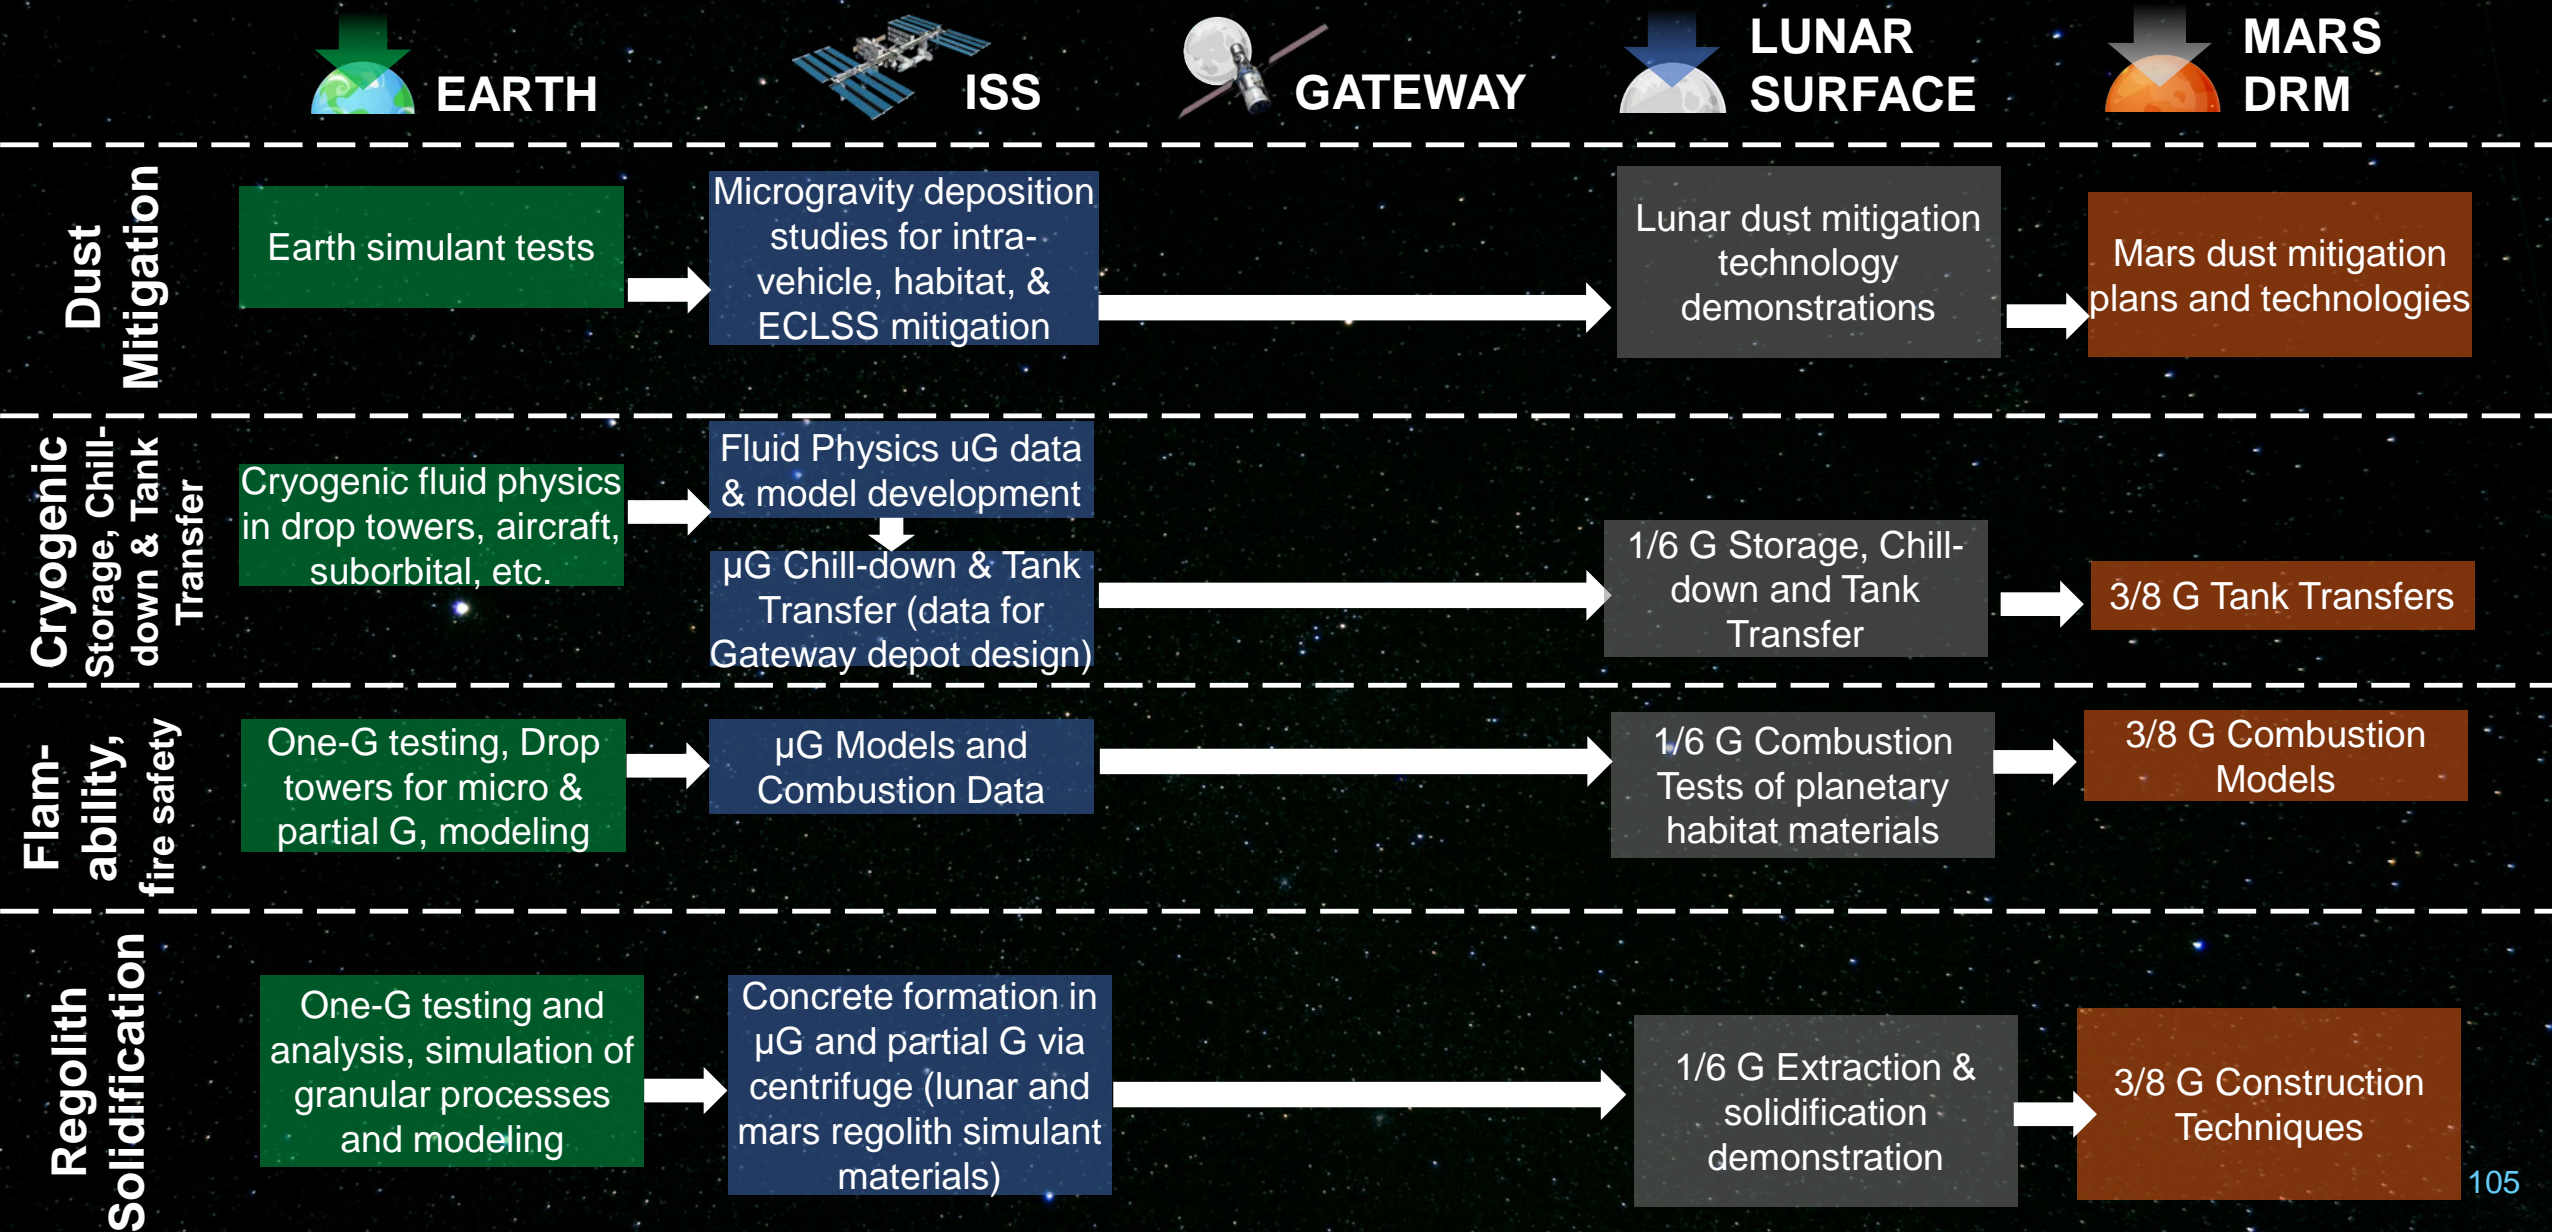 EARTH
ISS
GATEWAY
LUNAR
SURFACE
MARS
DRM
Dust
Mitigation
Earth simulant tests
Microgravity deposition
studies for intra-
vehicle, habitat, &
ECLSS mitigation
Lunar dust mitigation
technology
demonstrations
Mars dust mitigation
plans and technologies
Cryogenic
Storage, Chill-
down & Tank
Transfer
Cryogenic fluid physics
in drop towers, aircraft,
suborbital, etc.
Fluid Physics uG data
& model development
µG Chill-down & Tank
Transfer (data for
Gateway depot design)
1/6 G Storage, Chill-
down and Tank
Transfer
3/8 G Tank Transfers
Flam-
ability,
fire safety
One-G testing, Drop
towers for micro &
partial G, modeling
µG Models and
Combustion Data
1/6 G Combustion
Tests of planetary
habitat materials
3/8 G Combustion
Models
Regolith
Solidification
One-G testing and
analysis, simulation of
granular processes
and modeling
Concrete formation in
µG and partial G via
centrifuge (lunar and
mars regolith simulant
materials)
1/6 G Extraction &
solidification
demonstration
3/8 G Construction
Techniques
105